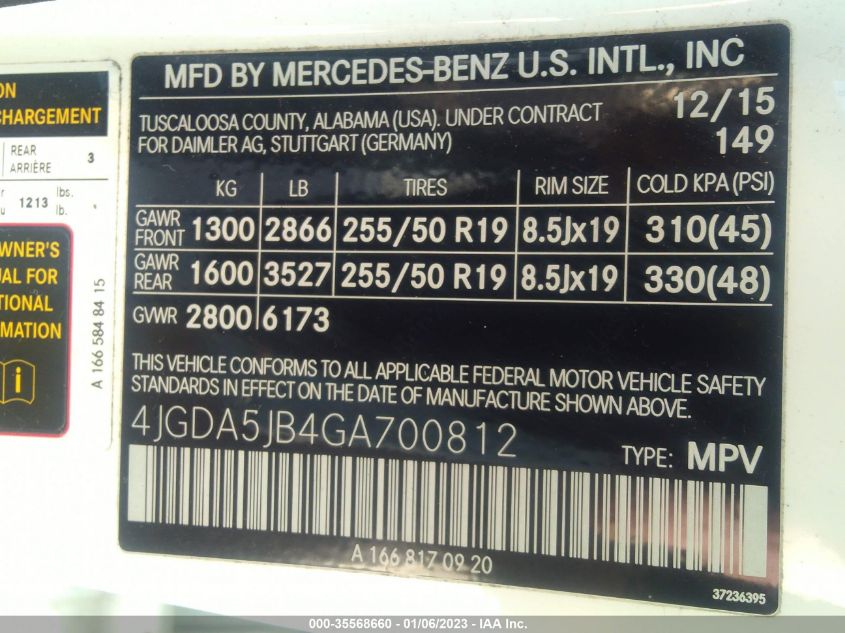 ON
CHARGEMENT
REAR
ARRIÈRE 3
1213 lbs.
lb.
OWNER'S
UAL FOR
TIONAL
RMATION
A 166 584 84 15
MFD BY MERCEDES-BENZ U.S. INTL., INC
TUSCALOOSA COUNTY, ALABAMA (USA). UNDER CONTRACT 12/15
FOR DAIMLER AG, STUTTGART (GERMANY) 149
KG LB TIRES RIM SIZE COLD KPA (PSI)
GAWR FRONT 1300 2866 255/50 R19 8.5Jx19 310(45)
GAWR REAR 1600 3527 255/50 R19 8.5Jx19 330(48)
GVWR 2800 6173
THIS VEHICLE CONFORMS TO ALL APPLICABLE FEDERAL MOTOR VEHICLE SAFETY
STANDARDS IN EFFECT ON THE DATE OF MANUFACTURE SHOWN ABOVE.
4JGDA5JB4GA700812
TYPE: MPV
A 166 817 09 20
37236395
000-35568660 - 01/06/2023 - IAA Inc.